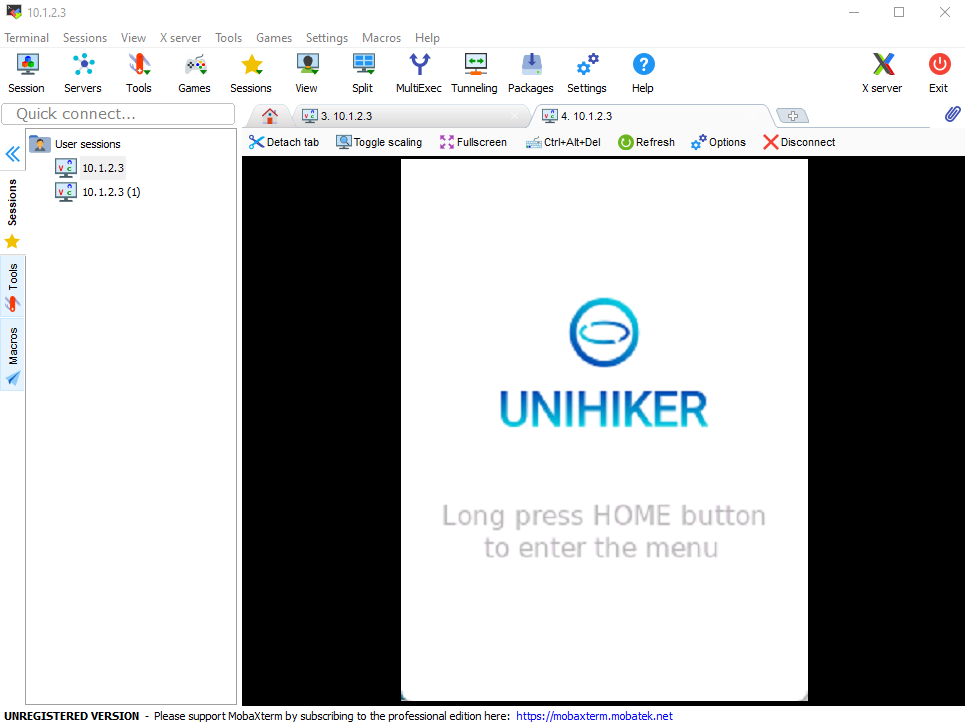 10.1.2.3
Terminal Sessions View X server Tools Games Settings Macros Help
Session Servers Tools Games Sessions View Split MultiExec Tunneling Packages Settings Help X server Exit
Quick connect...
3. 10.1.2.3
4. 10.1.2.3
Detach tab Toggle scaling Fullscreen Ctrl+Alt+Del Refresh Options Disconnect
User sessions
10.1.2.3
10.1.2.3 (1)
Sessions
Tools
Macros
UNIHIKER
Long press HOME button
to enter the menu
UNREGISTERED VERSION - Please support MobaXterm by subscribing to the professional edition here: https://mobaxterm.mobatek.net